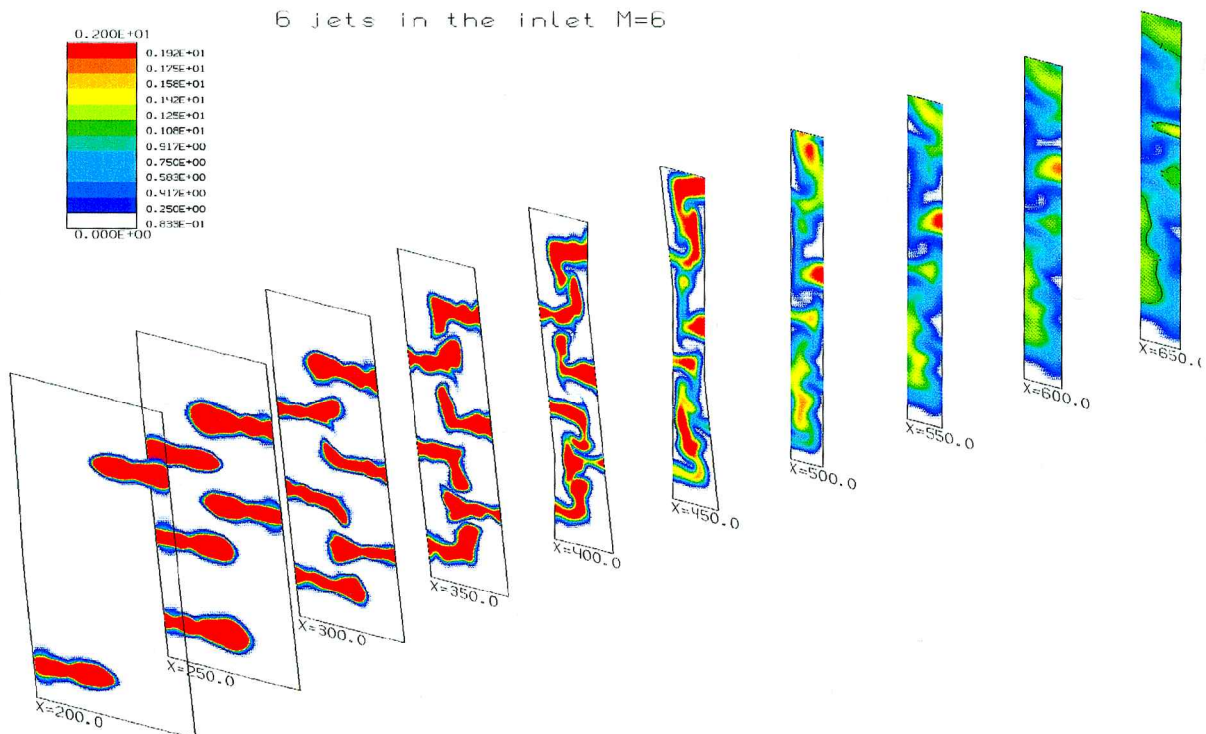 6 jets in the inlet M=6
0.200E+01
0.192E+01
0.175E+01
0.158E+01
0.142E+01
0.125E+01
0.108E+01
0.917E+00
0.750E+00
0.583E+00
0.417E+00
0.250E+00
0.833E-01
0.000E+00
X=200.0
X=250.0
X=300.0
X=350.0
X=400.0
X=450.0
X=500.0
X=550.0
X=600.0
X=650.0